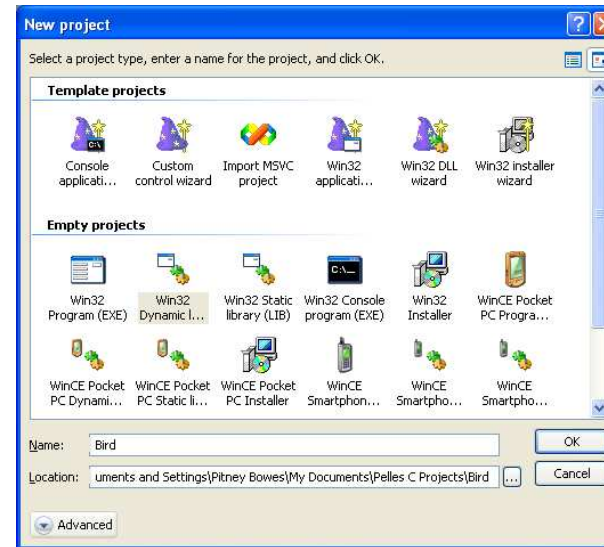 New project
Select a project type, enter a name for the project, and click OK.
Template projects
Console applicati...
Custom control wizard
Import MSVC project
Win32 applicati...
Win32 DLL wizard
Win32 installer wizard
Empty projects
Win32 Program (EXE)
Win32 Dynamic l...
Win32 Static library (LIB)
Win32 Console program (EXE)
Win32 Installer
WinCE Pocket PC Progra...
WinCE Pocket PC Dynami...
WinCE Pocket PC Static li...
WinCE Pocket PC Installer
WinCE Smartphon...
WinCE Smartpho...
WinCE Smartpho...
Name: Bird
OK
Location: uments and Settings\Pitney Bowes\My Documents\Pelles C Projects\Bird ...
Cancel
Advanced